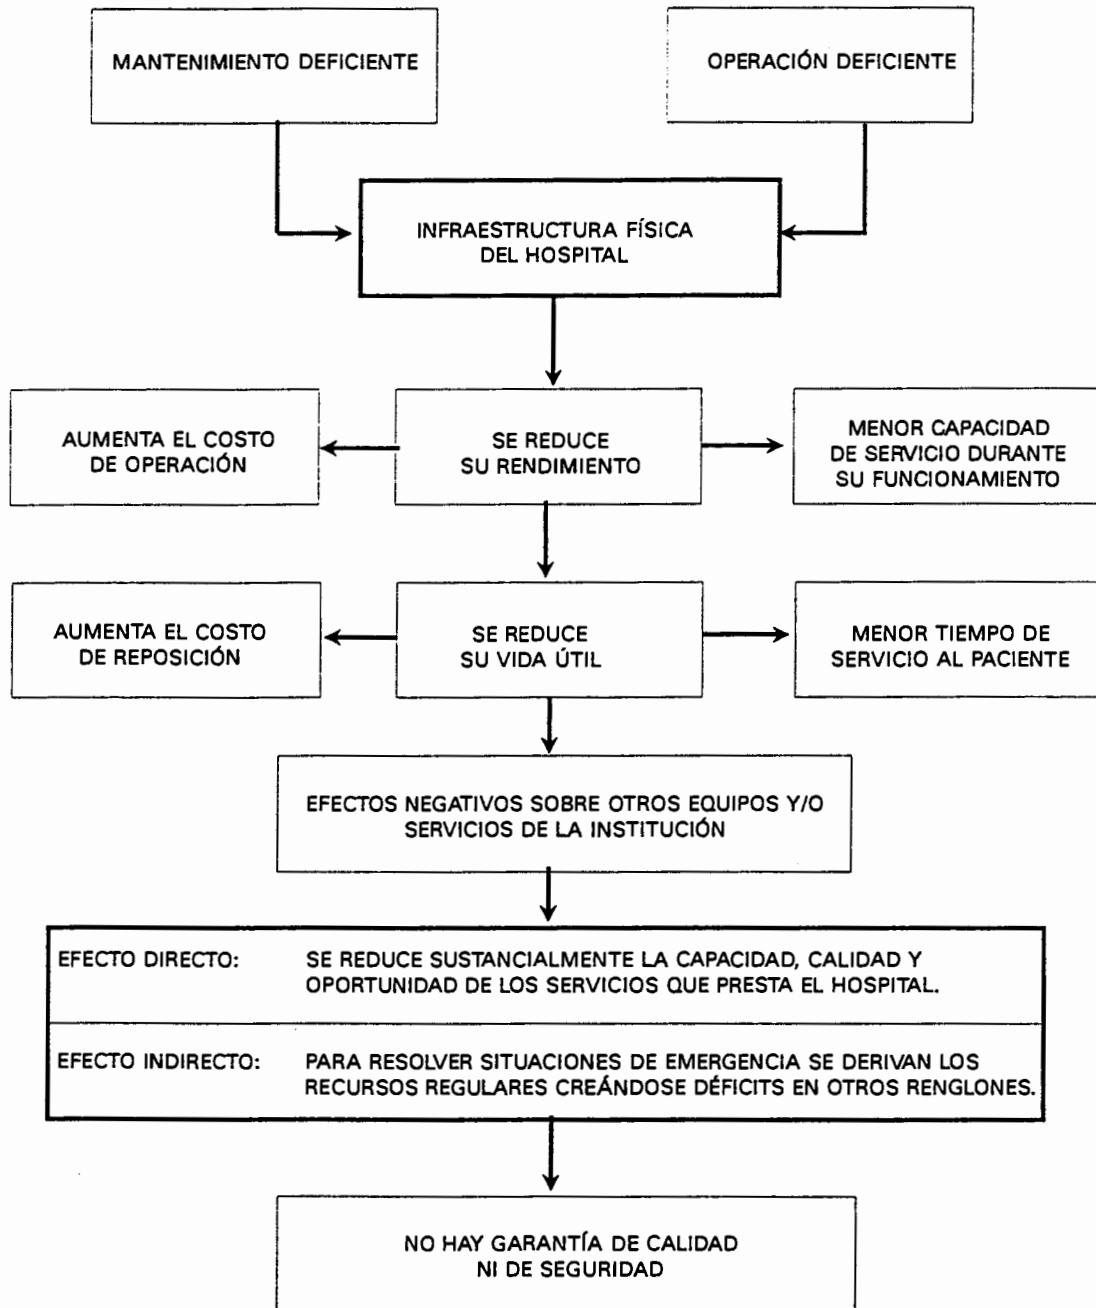 MANTENIMIENTO DEFICIENTE
OPERACIÓN DEFICIENTE
INFRAESTRUCTURA FÍSICA
DEL HOSPITAL
AUMENTA EL COSTO
DE OPERACIÓN
SE REDUCE
SU RENDIMIENTO
MENOR CAPACIDAD
DE SERVICIO DURANTE
SU FUNCIONAMIENTO
AUMENTA EL COSTO
DE REPOSICIÓN
SE REDUCE
SU VIDA ÚTIL
MENOR TIEMPO DE
SERVICIO AL PACIENTE
EFECTOS NEGATIVOS SOBRE OTROS EQUIPOS Y/O
SERVICIOS DE LA INSTITUCIÓN
EFECTO DIRECTO: SE REDUCE SUSTANCIALMENTE LA CAPACIDAD, CALIDAD Y
OPORTUNIDAD DE LOS SERVICIOS QUE PRESTA EL HOSPITAL.
EFECTO INDIRECTO: PARA RESOLVER SITUACIONES DE EMERGENCIA SE DERIVAN LOS
RECURSOS REGULARES CREÁNDOSE DÉFICITS EN OTROS RENGLONES.
NO HAY GARANTÍA DE CALIDAD
NI DE SEGURIDAD